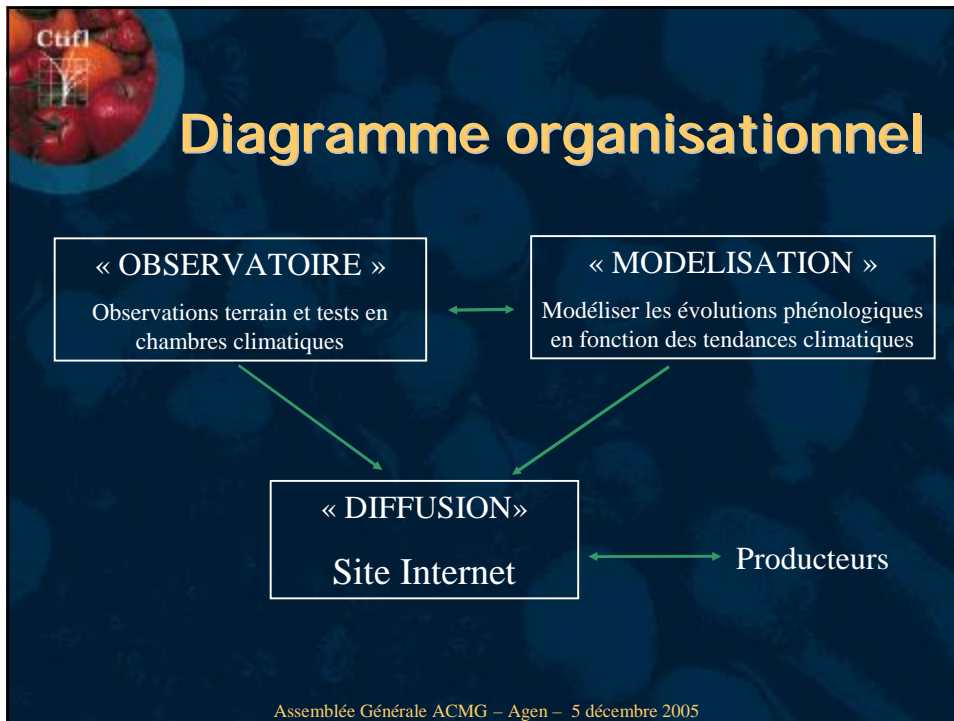 Ctifl
Diagramme organisationnel
« OBSERVATOIRE »
Observations terrain et tests en
chambres climatiques
« MODELISATION »
Modéliser les évolutions phénologiques
en fonction des tendances climatiques
« DIFFUSION»
Site Internet
Producteurs
Assemblée Générale ACMG – Agen – 5 décembre 2005